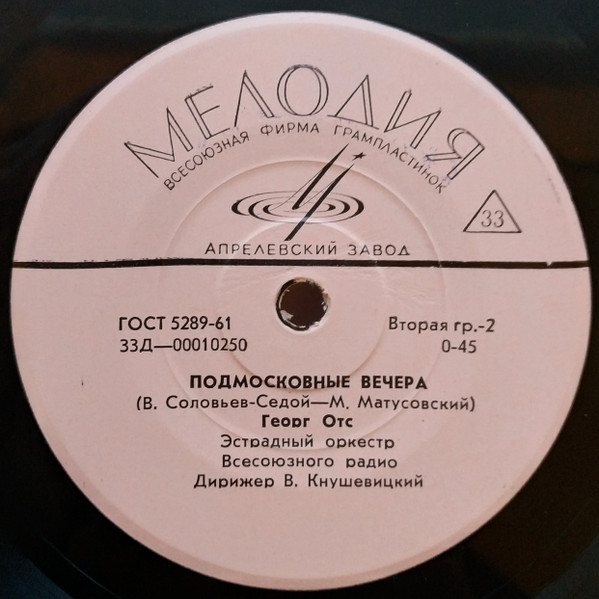 МЕЛОДИЯ
ВСЕСОЮЗНАЯ ФИРМА ГРАМПЛАСТИНОК
33
АПРЕЛЕВСКИЙ ЗАВОД
ГОСТ 5289-61 Вторая гр.-2
33Д—00010250 0-45
ПОДМОСКОВНЫЕ ВЕЧЕРА
(В. Соловьев-Седой—М. Матусовский)
Георг Отс
Эстрадный оркестр
Всесоюзного радио
Дирижер В. Кнушевицкий